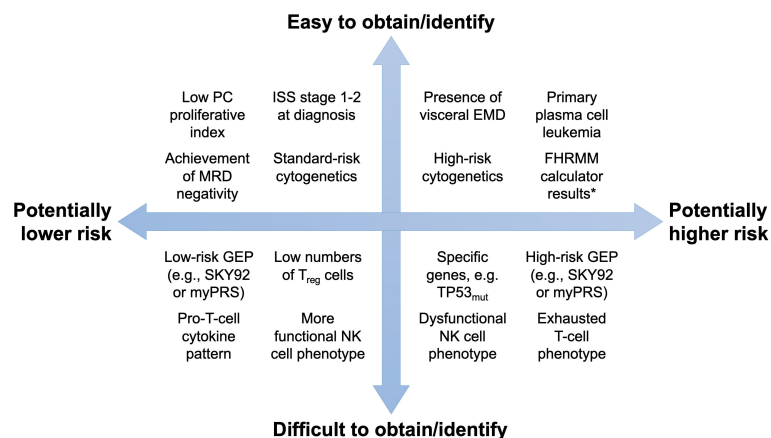 Easy to obtain/identify
Low PC
proliferative
index
ISS stage 1-2
at diagnosis
Presence of
visceral EMD
Primary
plasma cell
leukemia
Achievement
of MRD
negativity
Standard-risk
cytogenetics
High-risk
cytogenetics
FHRMM
calculator
results*
Potentially
lower risk
Potentially
higher risk
Low-risk GEP
(e.g., SKY92
or myPRS)
Low numbers
of Treg cells
Specific
genes, e.g.
TP53mut
High-risk GEP
(e.g., SKY92
or myPRS)
Pro-T-cell
cytokine
pattern
More
functional NK
cell phenotype
Dysfunctional
NK cell
phenotype
Exhausted
T-cell
phenotype
Difficult to obtain/identify